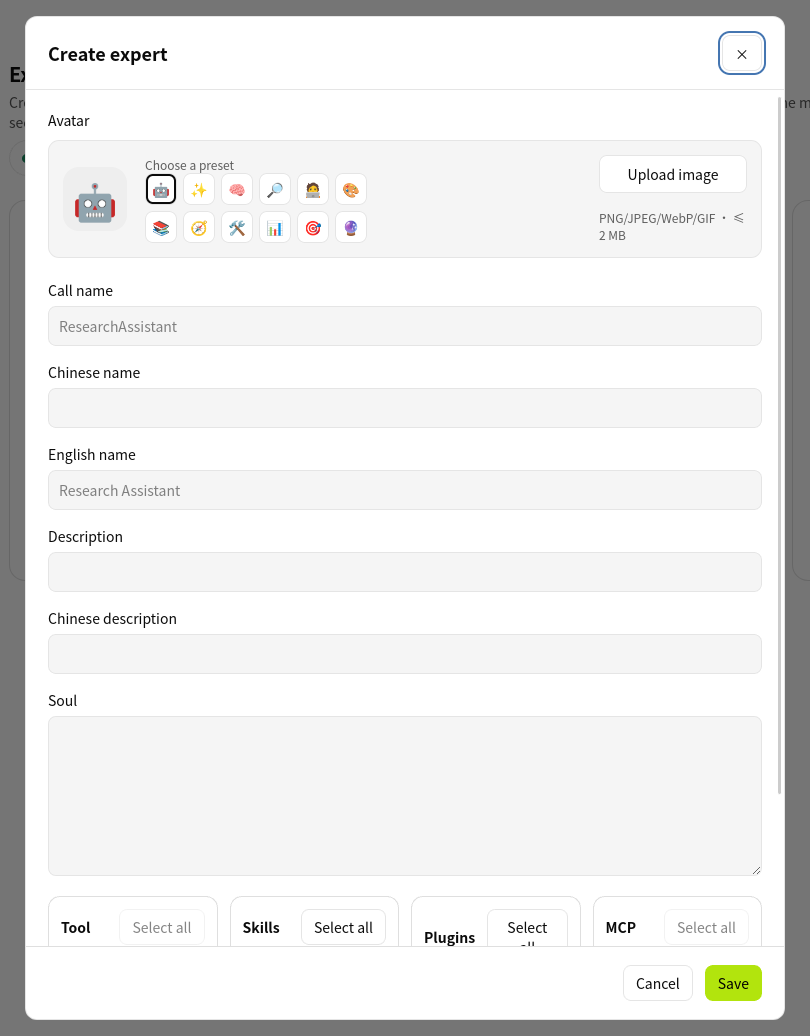 Create expert
Avatar
Choose a preset
Upload image
PNG/JPEG/WebP/GIF · ≤
2 MB
Call name
ResearchAssistant
Chinese name
English name
Research Assistant
Description
Chinese description
Soul
Tool
Select all
Skills
Select all
Plugins
Select
all
MCP
Select all
Cancel
Save